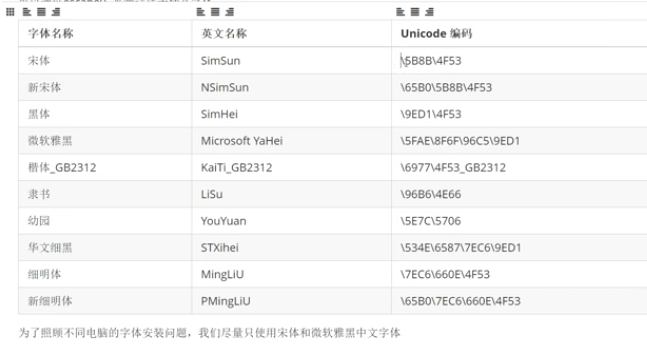 字体名称 英文名称 Unicode 编码
宋体 SimSun \5B8B\4F53
新宋体 NSimSun \65B0\5B8B\4F53
黑体 SimHei \9ED1\4F53
微软雅黑 Microsoft YaHei \5FAE\8F6F\96C5\9ED1
楷体_GB2312 KaiTi_GB2312 \6977\4F53_GB2312
隶书 LiSu \96B6\4E66
幼园 YouYuan \5E7C\5706
华文细黑 STXihei \534E\6587\7EC6\9ED1
细明体 MingLiU \7EC6\660E\4F53
新细明体 PMingLiU \65B0\7EC6\660E\4F53
为了照顾不同电脑的字体安装问题，我们尽量只使用宋体和微软雅黑中文字体